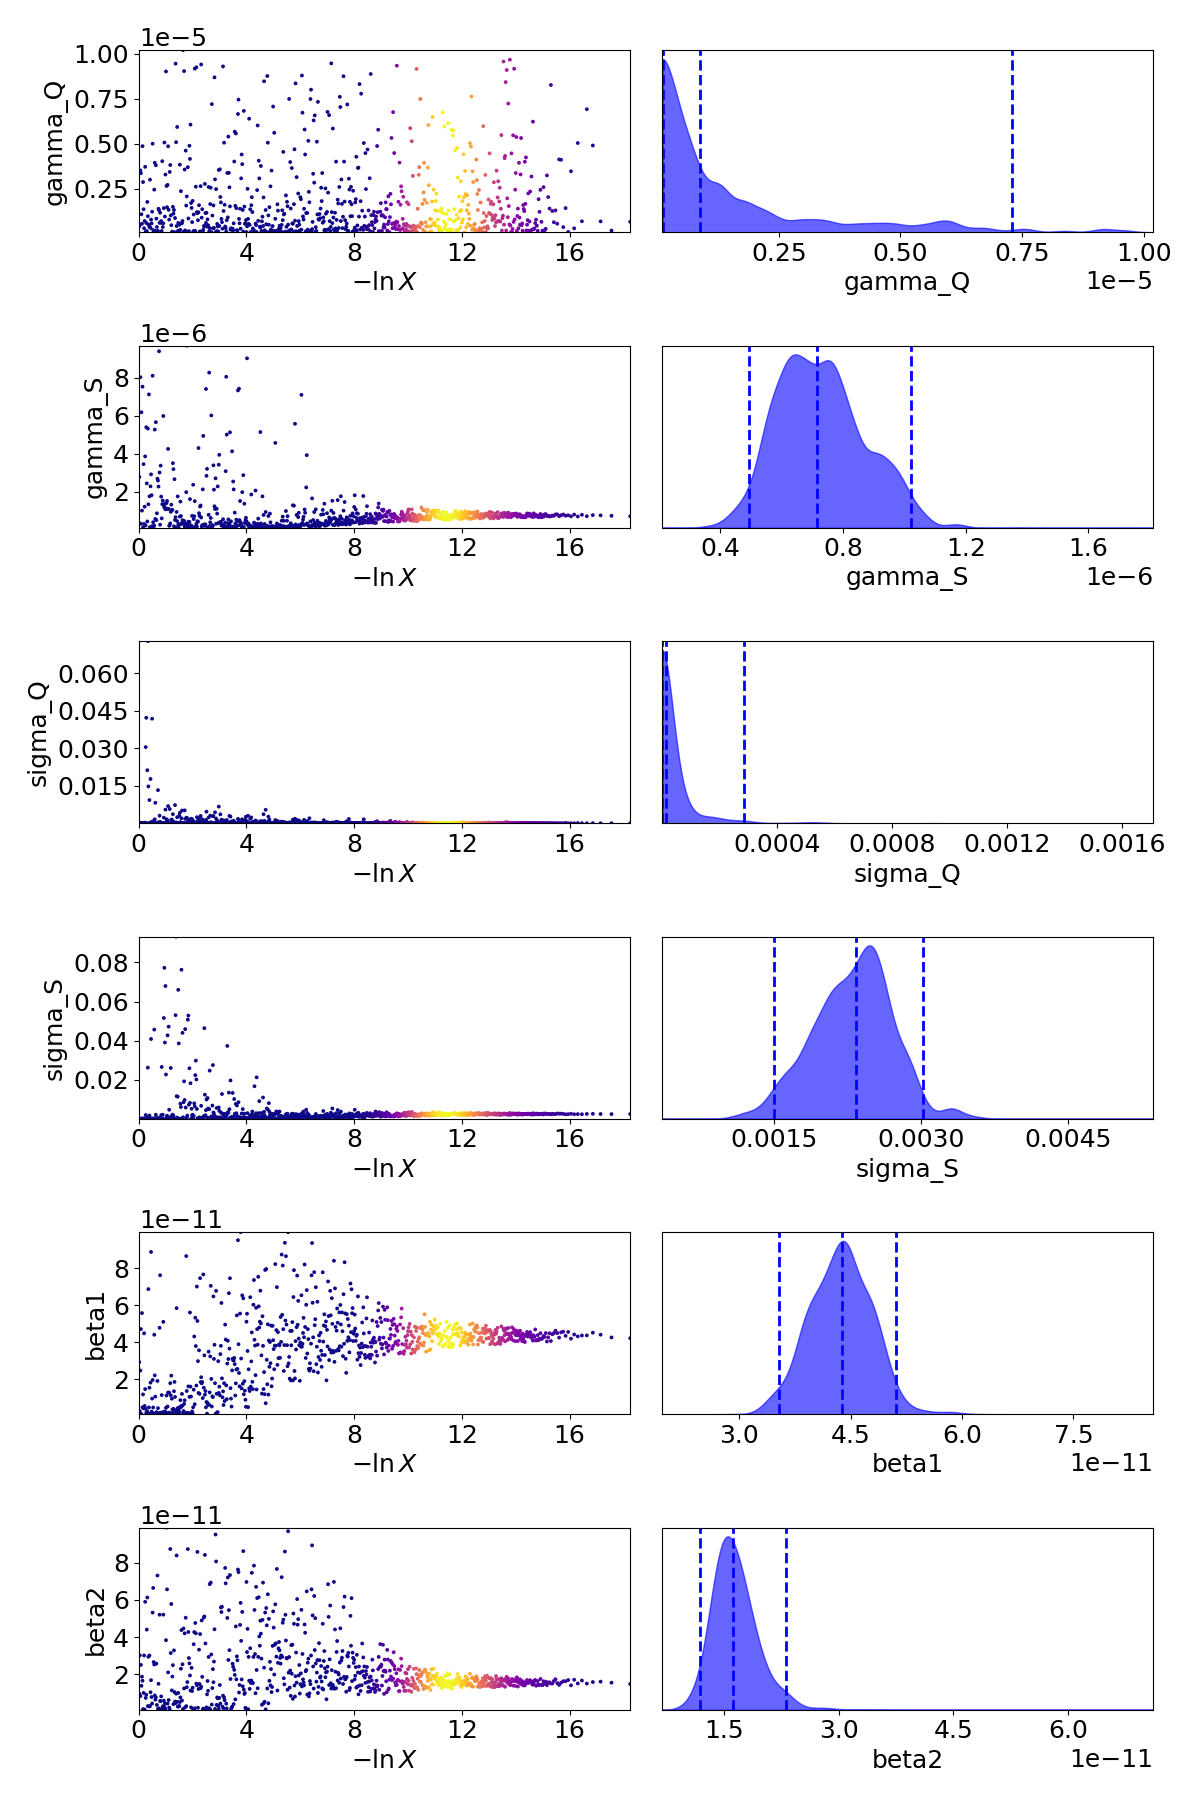 1e−5
gamma_Q
1.00
0.75
0.50
0.25
0 4 8 12 16
−ln X
0.25 0.50 0.75 1.00
gamma_Q
1e−5
1e−6
gamma_S
8
6
4
2
0 4 8 12 16
−ln X
0.4 0.8 1.2 1.6
gamma_S
1e−6
sigma_Q
0.060
0.045
0.030
0.015
0 4 8 12 16
−ln X
0.0004 0.0008 0.0012 0.0016
sigma_Q
sigma_S
0.08
0.06
0.04
0.02
0 4 8 12 16
−ln X
0.0015 0.0030 0.0045
sigma_S
1e−11
beta1
8
6
4
2
0 4 8 12 16
−ln X
3.0 4.5 6.0 7.5
beta1
1e−11
1e−11
beta2
8
6
4
2
0 4 8 12 16
−ln X
1.5 3.0 4.5 6.0
beta2
1e−11